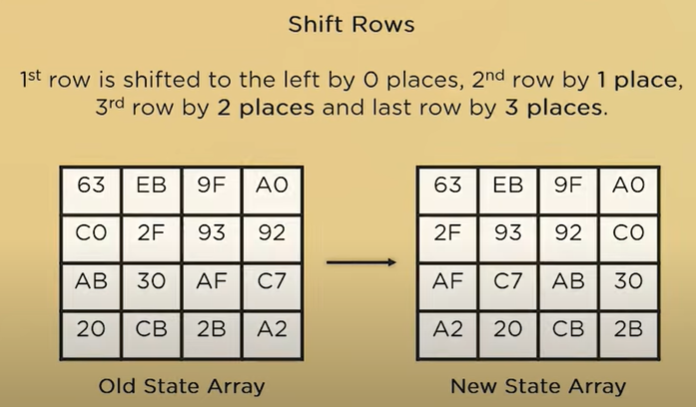 Shift Rows
1st row is shifted to the left by 0 places, 2nd row by 1 place,
3rd row by 2 places and last row by 3 places.
63 EB 9F A0
C0 2F 93 92
AB 30 AF C7
20 CB 2B A2
Old State Array
63 EB 9F A0
2F 93 92 C0
AF C7 AB 30
A2 20 CB 2B
New State Array